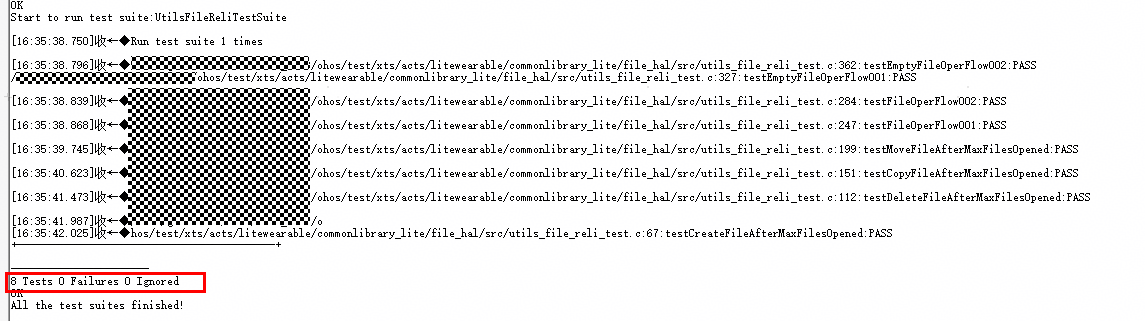 OK
Start to run test suite:UtilsFileReliTestSuite
[16:35:38.750]收←◆Run test suite 1 times
[16:35:38.796]收←◆/ohos/test/xts/acts/litewearable/commonlibrary_lite/file_hal/src/utils_file_reli_test.c:362:testEmptyFileOperFlow002:PASS
/ohos/test/xts/acts/litewearable/commonlibrary_lite/file_hal/src/utils_file_reli_test.c:327:testEmptyFileOperFlow001:PASS
[16:35:38.839]收←◆/ohos/test/xts/acts/litewearable/commonlibrary_lite/file_hal/src/utils_file_reli_test.c:284:testFileOperFlow002:PASS
[16:35:38.868]收←◆/ohos/test/xts/acts/litewearable/commonlibrary_lite/file_hal/src/utils_file_reli_test.c:247:testFileOperFlow001:PASS
[16:35:39.745]收←◆/ohos/test/xts/acts/litewearable/commonlibrary_lite/file_hal/src/utils_file_reli_test.c:199:testMoveFileAfterMaxFilesOpened:PASS
[16:35:40.623]收←◆/ohos/test/xts/acts/litewearable/commonlibrary_lite/file_hal/src/utils_file_reli_test.c:151:testCopyFileAfterMaxFilesOpened:PASS
[16:35:41.473]收←◆/ohos/test/xts/acts/litewearable/commonlibrary_lite/file_hal/src/utils_file_reli_test.c:112:testDeleteFileAfterMaxFilesOpened:PASS
[16:35:41.987]收←◆/o
[16:35:42.025]收←◆hos/test/xts/acts/litewearable/commonlibrary_lite/file_hal/src/utils_file_reli_test.c:67:testCreateFileAfterMaxFilesOpened:PASS
+-------------------------------------------+
-----------------------
8 Tests 0 Failures 0 Ignored
OK
All the test suites finished!